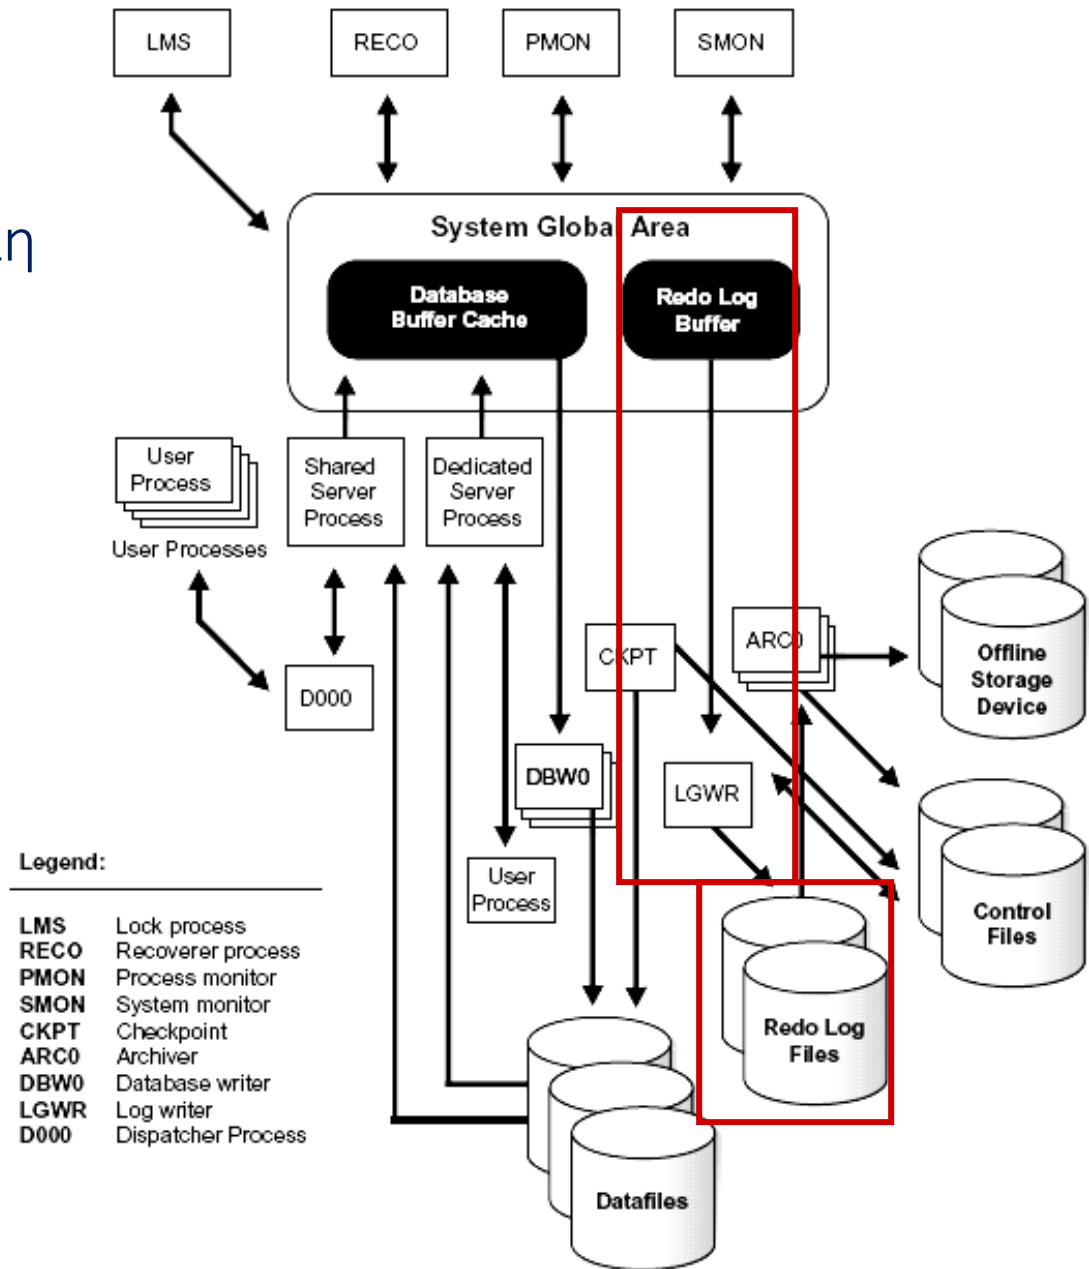 LMS
RECO
PMON
SMON
System Global Area
Database
Buffer Cache
Redo Log
Buffer
User
Process
User Processes
Shared
Server
Process
Dedicated
Server
Process
D000
CKPT
ARC0
Offline
Storage
Device
DBW0
LGWR
User
Process
Control
Files
Redo Log
Files
Datafiles
Legend:
LMS Lock process
RECO Recoverer process
PMON Process monitor
SMON System monitor
CKPT Checkpoint
ARC0 Archiver
DBW0 Database writer
LGWR Log writer
D000 Dispatcher Process